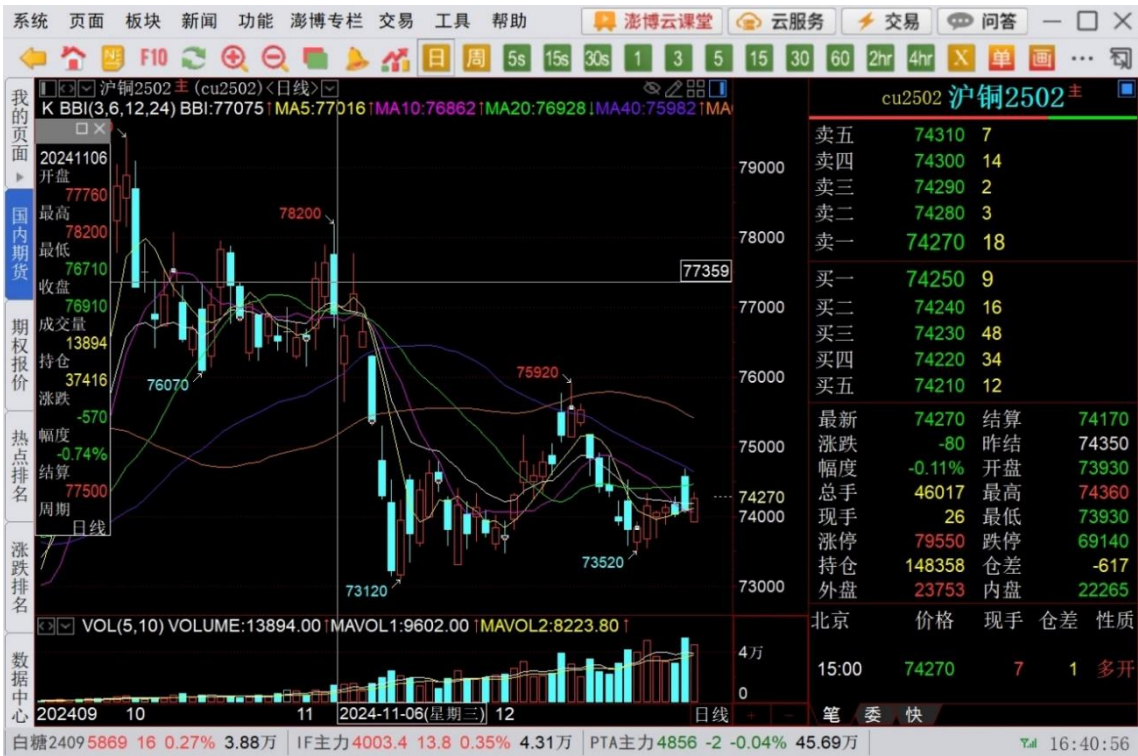 系统 页面 板块 新闻 功能 澎博专栏 交易 工具 帮助 澎博云课堂 云服务 交易 问答
NE F10 日 周 5s 15s 30s 1 3 5 15 30 60 2hr 4hr X 单 画 ...
我的页面
国内期货
期权报价
热点排名
涨跌排名
数据中心
沪铜2502主 (cu2502)<日线>
K BBI(3,6,12,24) BBI:77075↑MA5:77016↑MA10:76862↑MA20:76928↓MA40:75982↑MA
20241106
开盘
77760
最高
78200
最低
76710
收盘
76910
成交量
13894
持仓
37416
涨跌
-570
幅度
-0.74%
结算
77500
周期
日线
78200
76070
75920
73520
73120
79000
78000
77359
77000
76000
75000
74270
74000
73000
VOL(5,10) VOLUME:13894.00↑MAVOL1:9602.00↑MAVOL2:8223.80↑
4万
0
202409 10 11 2024-11-06(星期三) 12 日线 + -
cu2502 沪铜2502主
卖五 74310 7
卖四 74300 14
卖三 74290 2
卖二 74280 3
卖一 74270 18
买一 74250 9
买二 74240 16
买三 74230 48
买四 74220 34
买五 74210 12
最新 74270 结算 74170
涨跌 -80 昨结 74350
幅度 -0.11% 开盘 73930
总手 46017 最高 74360
现手 26 最低 73930
涨停 79550 跌停 69140
持仓 148358 仓差 -617
外盘 23753 内盘 22265
北京 价格 现手 仓差 性质
15:00 74270 7 1 多开
笔 委 快
白糖2409 5869 16 0.27% 3.88万 IF主力 4003.4 13.8 0.35% 4.31万 PTA主力 4856 -2 -0.04% 45.69万 16:40:56